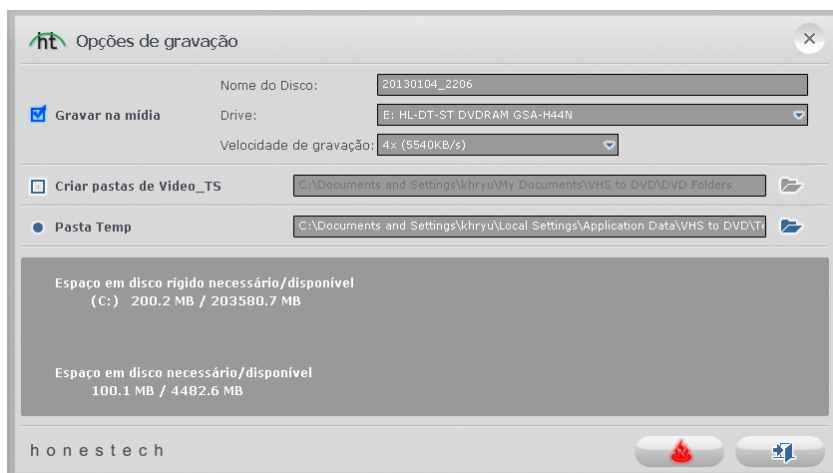 ht Opções de gravação
Nome do Disco: 20130104_2206
Gravar na mídia Drive: E: HL-DT-ST DVDRAM GSA-H44N
Velocidade de gravação: 4x (5540KB/s)
Criar pastas de Video_TS C:\Documents and Settings\khryu\My Documents\VHS to DVD\DVD Folders
Pasta Temp C:\Documents and Settings\khryu\Local Settings\Application Data\VHS to DVD\Te
Espaço em disco rígido necessário/disponível
(C:) 200.2 MB / 203580.7 MB
Espaço em disco necessário/disponível
100.1 MB / 4482.6 MB
honestech